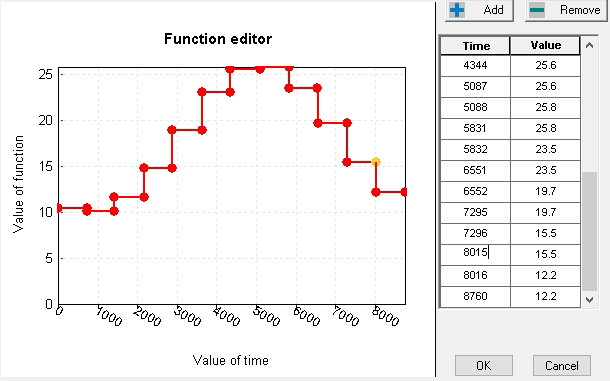 Add Remove
Function editor
Time Value
4344 25.6
5087 25.6
5088 25.8
5831 25.8
5832 23.5
6551 23.5
6552 19.7
7295 19.7
7296 15.5
8015 15.5
8016 12.2
8760 12.2
25
20
15
10
5
0
Value of function
0 1000 2000 3000 4000 5000 6000 7000 8000
Value of time
OK Cancel